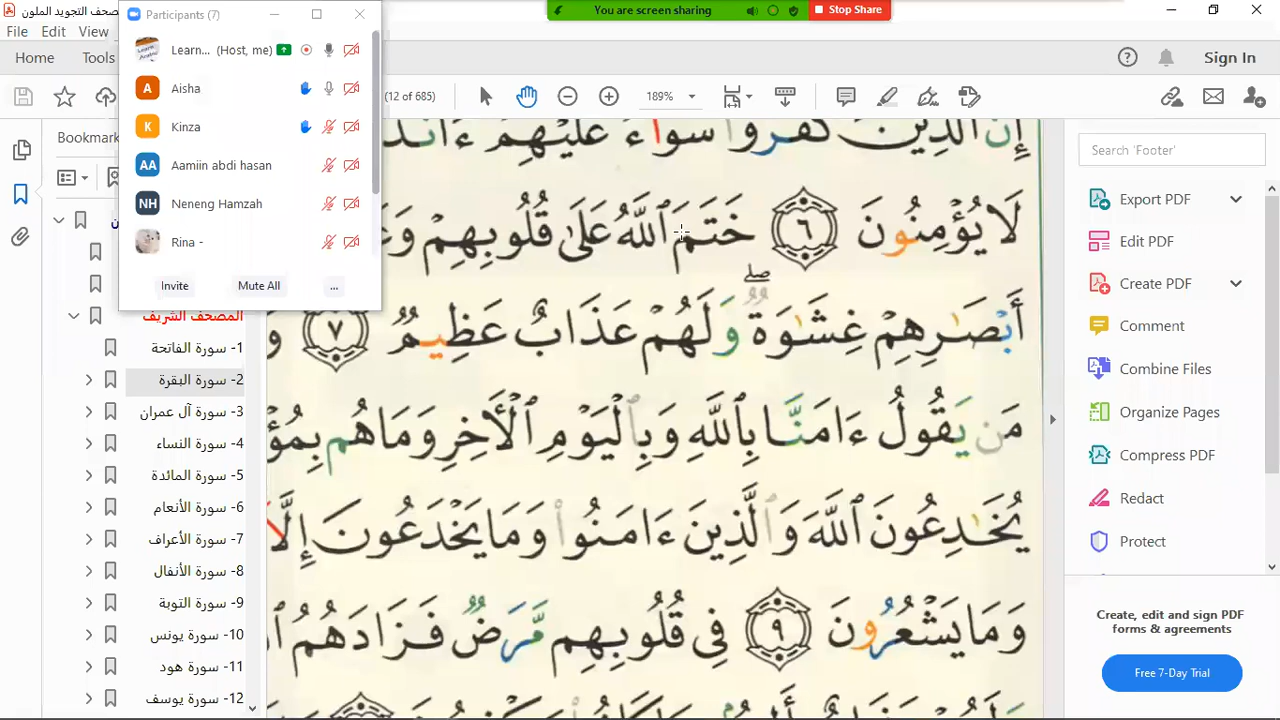 مصحف التجويد الملون
File Edit View
Home Tools
Sign In
You are screen sharing
Stop Share
Participants (7)
Learn... (Host, me)
A Aisha
K Kinza
AA Aamiin abdi hasan
NH Neneng Hamzah
Rina -
Invite Mute All ...
(12 of 685)
189%
Bookmark
المصحف الشريف
1- سورة الفاتحة
2- سورة البقرة
3- سورة آل عمران
4- سورة النساء
5- سورة المائدة
6- سورة الأنعام
7- سورة الأعراف
8- سورة الأنفال
9- سورة التوبة
10- سورة يونس
11- سورة هود
12- سورة يوسف
إِنَّ ٱلَّذِينَ كَفَرُوا۟ سَوَآءٌ عَلَيْهِمْ
لَا يُؤْمِنُونَ ٦ خَتَمَ ٱللَّهُ عَلَىٰ قُلُوبِهِمْ
أَبْصَـٰرِهِمْ غِشَـٰوَةٌ ۖ وَلَهُمْ عَذَابٌ عَظِيمٌ ٧
مَن يَقُولُ ءَامَنَّا بِٱللَّهِ وَبِٱلْيَوْمِ ٱلْـَٔاخِرِ وَمَا هُم
يُخَـٰدِعُونَ ٱللَّهَ وَٱلَّذِينَ ءَامَنُوا۟ وَمَا يَخْدَعُونَ إِلَّآ
وَمَا يَشْعُرُونَ ٩ فِى قُلُوبِهِم مَّرَضٌ فَزَادَهُمُ
Search 'Footer'
Export PDF
Edit PDF
Create PDF
Comment
Combine Files
Organize Pages
Compress PDF
Redact
Protect
Create, edit and sign PDF
forms & agreements
Free 7-Day Trial